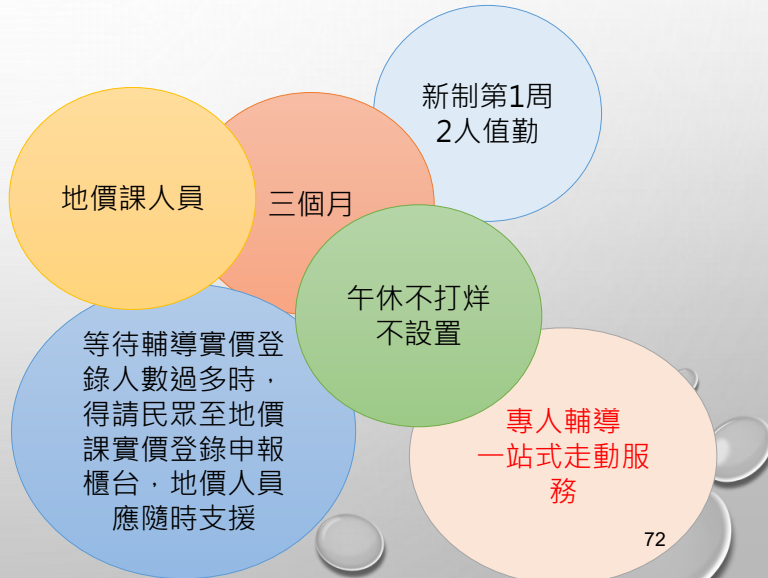 新制第1周
2人值勤
地價課人員
三個月
午休不打烊
不設置
等待輔導實價登
錄人數過多時，
得請民眾至地價
課實價登錄申報
櫃台，地價人員
應隨時支援
專人輔導
一站式走動服
務
72